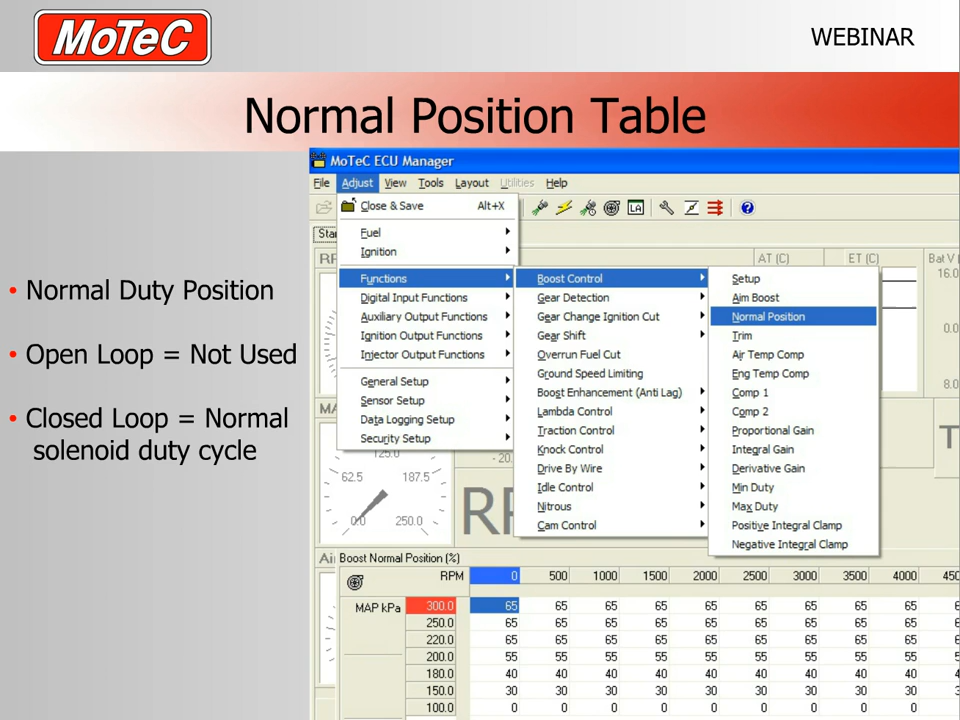 MoTeC
WEBINAR
Normal Position Table
• Normal Duty Position
• Open Loop = Not Used
• Closed Loop = Normal
solenoid duty cycle
MoTeC ECU Manager
File Adjust View Tools Layout Utilities Help
Close & Save Alt+X
Fuel
Ignition
Functions
Digital Input Functions
Auxiliary Output Functions
Ignition Output Functions
Injector Output Functions
General Setup
Sensor Setup
Data Logging Setup
Security Setup
Boost Control
Gear Detection
Gear Change Ignition Cut
Gear Shift
Overrun Fuel Cut
Ground Speed Limiting
Boost Enhancement (Anti Lag)
Lambda Control
Traction Control
Knock Control
Drive By Wire
Idle Control
Nitrous
Cam Control
Setup
Aim Boost
Normal Position
Trim
Air Temp Comp
Eng Temp Comp
Comp 1
Comp 2
Proportional Gain
Integral Gain
Derivative Gain
Min Duty
Max Duty
Positive Integral Clamp
Negative Integral Clamp
LA
AT (C) ET (C) Bat V
16.0
0.0
8.0
125.0
62.5 187.5
0.0 250.0
-20.
Boost Normal Position (%)
RPM 0 500 1000 1500 2000 2500 3000 3500 4000 450
MAP kPa 300.0 65 65 65 65 65 65 65 65 65
250.0 65 65 65 65 65 65 65 65 65
220.0 65 65 65 65 65 65 65 65 65
200.0 55 55 55 55 55 55 55 55 55
180.0 40 40 40 40 40 40 40 40 40
150.0 30 30 30 30 30 30 30 30 30
100.0 0 0 0 0 0 0 0 0 0